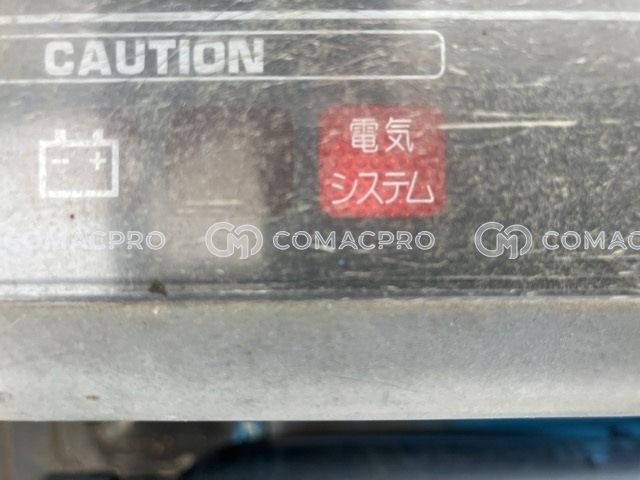 CAUTION
電気
システム
COMACPRO COMACPRO COMAC